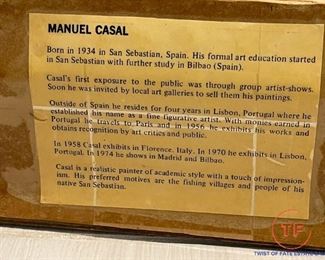 MANUEL CASAL
Born in 1934 in San Sebastian, Spain. His formal art education started
in San Sebastian with further study in Bilbao (Spain).
Casal's first exposure to the public was through group artist-shows.
Soon he was invited by local art galleries to sell them his paintings.
Outside of Spain he resides for four years in Lisbon, Portugal where he
established his name as a fine figurative artist. With monies earned in
Portugal he travels to Paris and in 1956 he exhibits his works and
obtains recognition by art critics and public.
In 1958 Casal exhibits in Florence, Italy. In 1970 he exhibits in Lisbon,
Portugal. In 1974 he shows in Madrid and Bilbao.
Casal is a realistic painter of academic style with a touch of impression-
ism. His preferred motives are the fishing villages and people of his
native San Sebastian.
TF
TWIST OF FATE ESTATE SALES